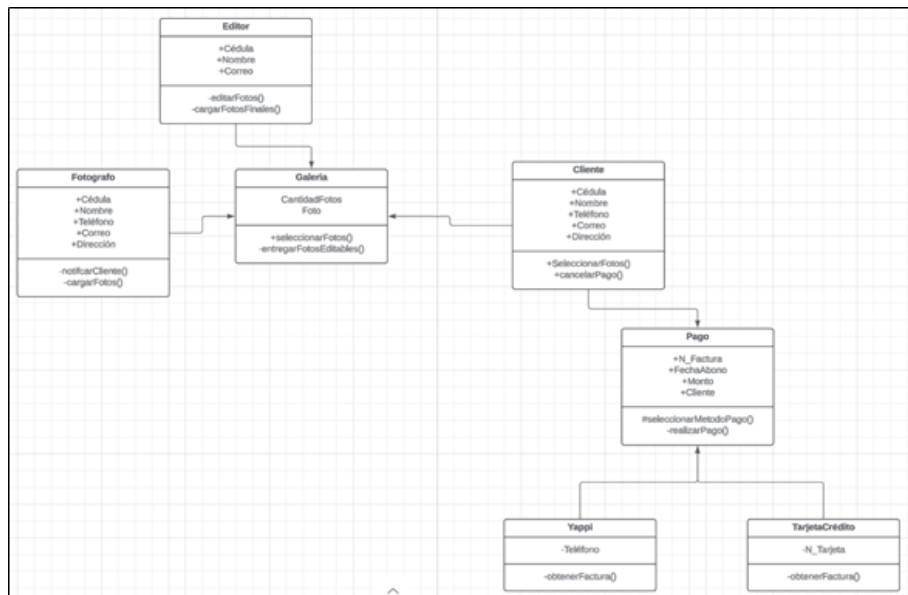 Editor
+Cédula
+Nombre
+Correo
-editarFotos()
-cargarFotosFinales()
Fotografo
+Cédula
+Nombre
+Teléfono
+Correo
+Dirección
-notifcarCliente()
-cargarFotos()
Galeria
CantidadFotos
Foto
+seleccionarFotos()
-entregarFotosEditables()
Cliente
+Cédula
+Nombre
+Teléfono
+Correo
+Dirección
+SeleccionarFotos()
+cancelarPago()
Pago
+N_Factura
+FechaAbono
+Monto
+Cliente
#seleccionarMetodoPago()
-realizarPago()
Yappi
-Teléfono
-obtenerFactura()
TarjetaCrédito
-N_Tarjeta
-obtenerFactura()